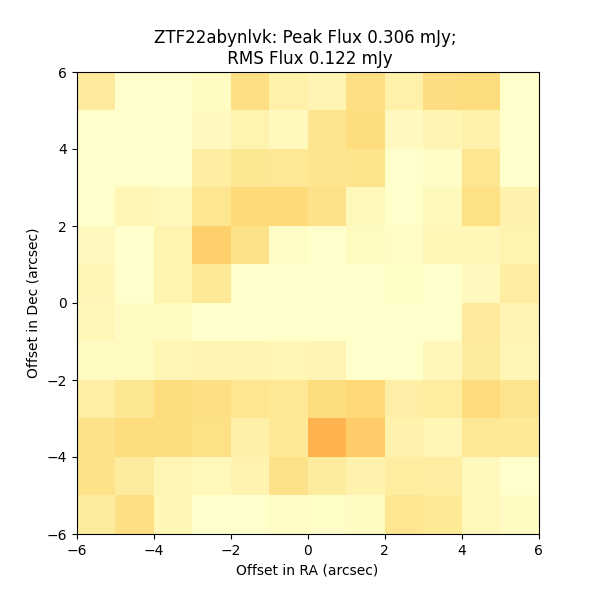 ZTF22abynlvk: Peak Flux 0.306 mJy;
RMS Flux 0.122 mJy
6
4
2
0
−2
−4
−6
Offset in Dec (arcsec)
−6 −4 −2 0 2 4 6
Offset in RA (arcsec)